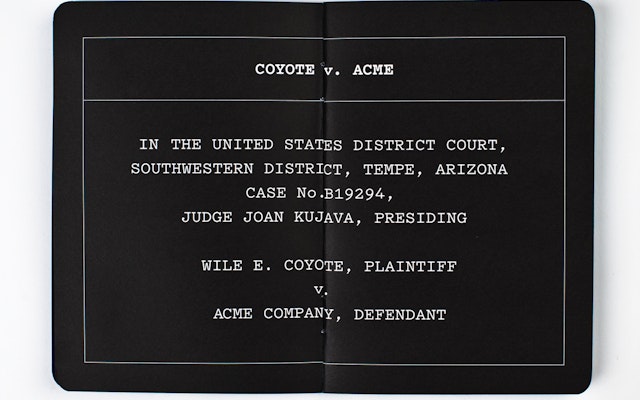 COYOTE v. ACME
IN THE UNITED STATES DISTRICT COURT,
SOUTHWESTERN DISTRICT, TEMPE, ARIZONA
CASE No.B19294,
JUDGE JOAN KUJAVA, PRESIDING
WILE E. COYOTE, PLAINTIFF
v.
ACME COMPANY, DEFENDANT